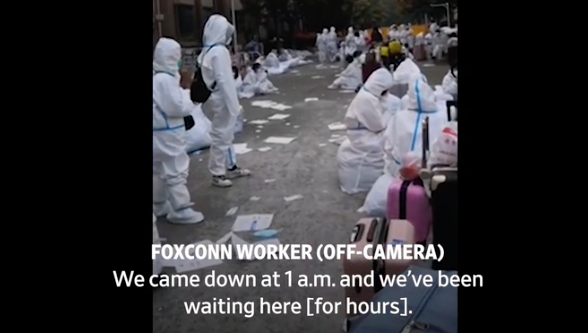 FOXCONN WORKER (OFF-CAMERA)
We came down at 1 a.m. and we've been
waiting here [for hours].